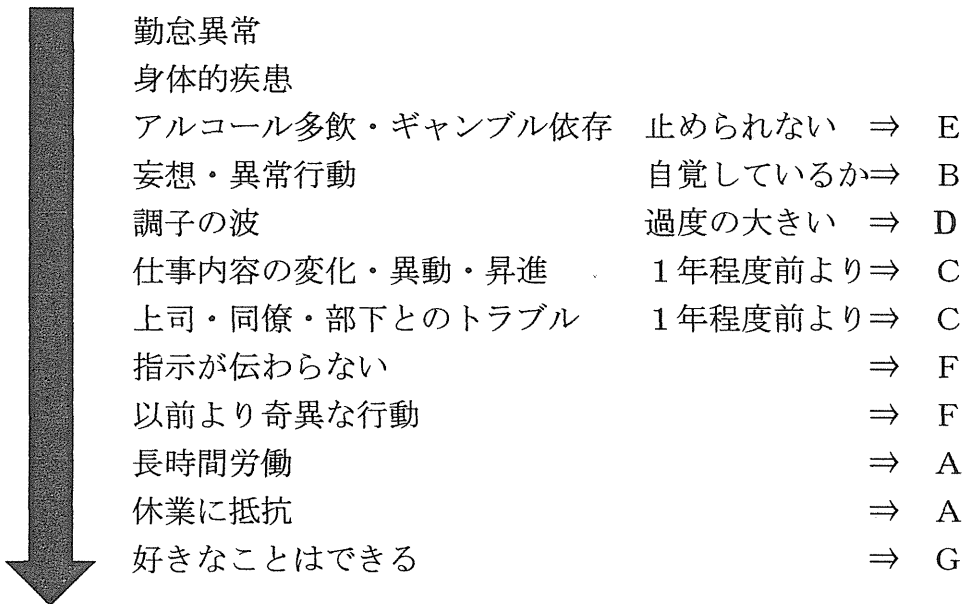 勤怠異常
身体的疾患
アルコール多飲・ギャンブル依存 止められない ⇒ E
妄想・異常行動 自覚しているか⇒ B
調子の波 過度の大きい ⇒ D
仕事内容の変化・異動・昇進 1年程度前より⇒ C
上司・同僚・部下とのトラブル 1年程度前より⇒ C
指示が伝わらない ⇒ F
以前より奇異な行動 ⇒ F
長時間労働 ⇒ A
休業に抵抗 ⇒ A
好きなことはできる ⇒ G